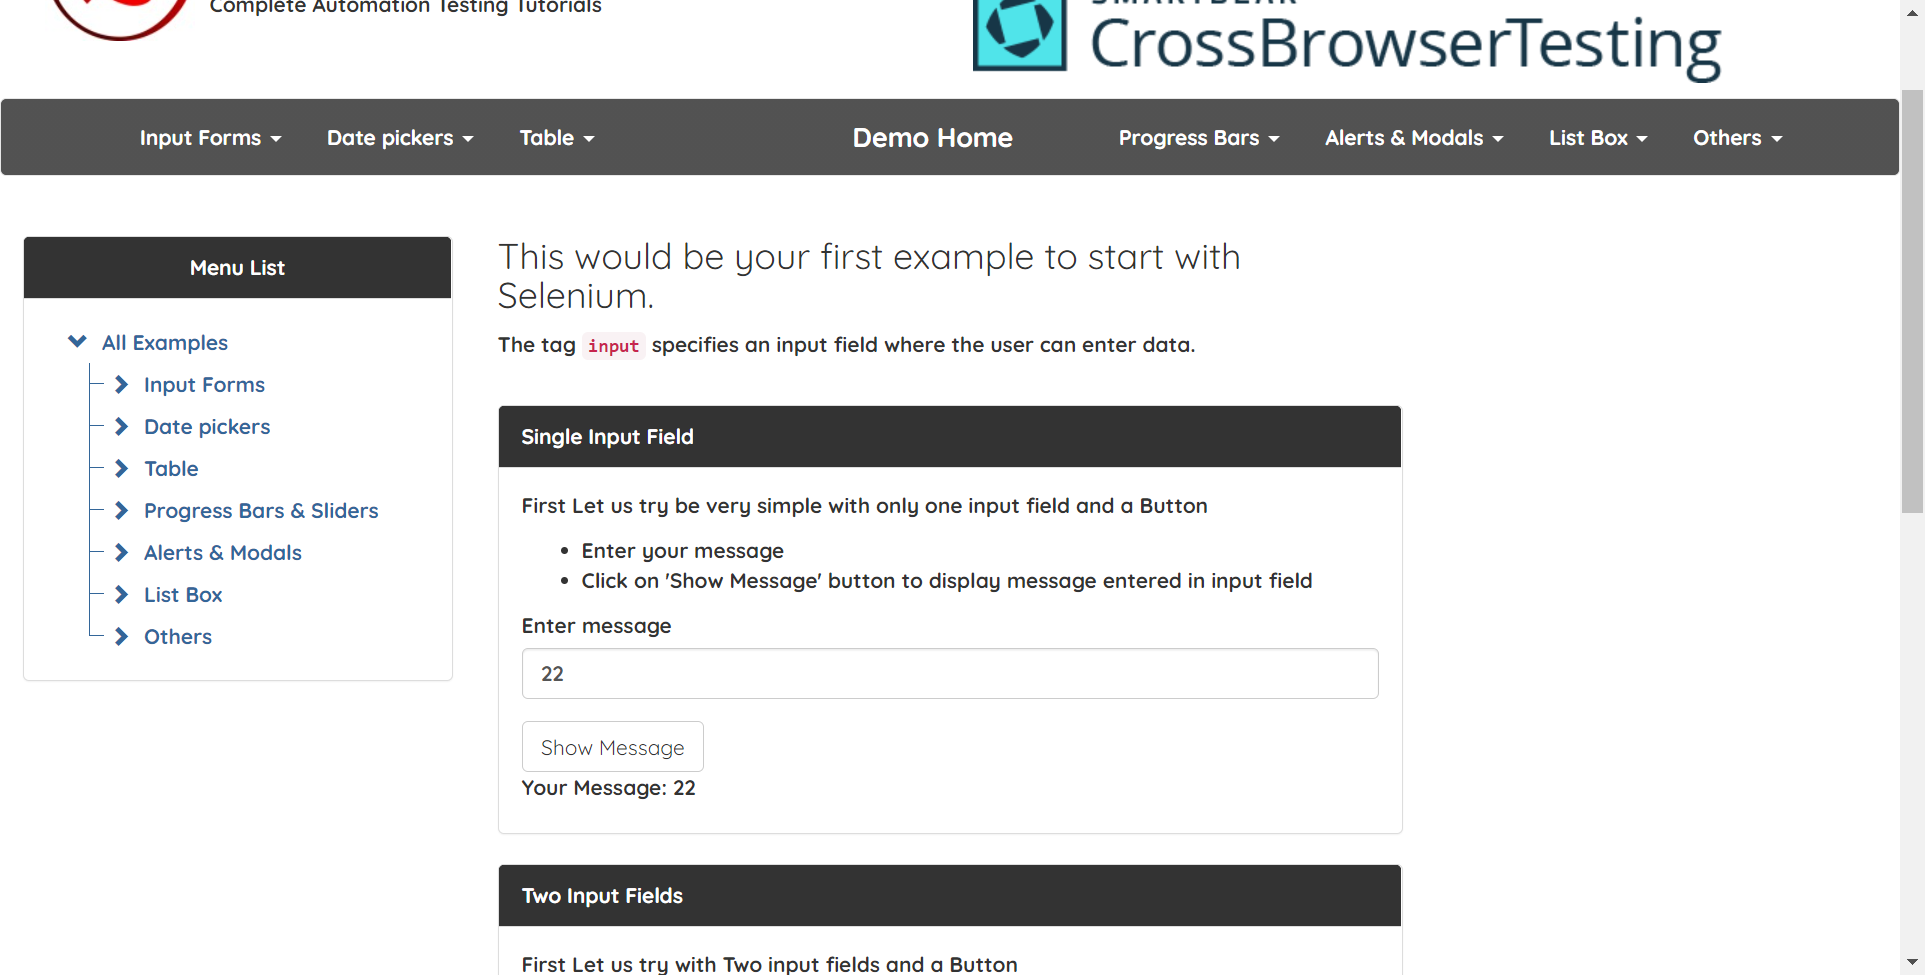 Complete Automation Testing Tutorials
SMARTBEAR
CrossBrowserTesting
Input Forms
Date pickers
Table
Demo Home
Progress Bars
Alerts & Modals
List Box
Others
Menu List
All Examples
Input Forms
Date pickers
Table
Progress Bars & Sliders
Alerts & Modals
List Box
Others
This would be your first example to start with
Selenium.
The tag input specifies an input field where the user can enter data.
Single Input Field
First Let us try be very simple with only one input field and a Button
Enter your message
Click on 'Show Message' button to display message entered in input field
Enter message
22
Show Message
Your Message: 22
Two Input Fields
First Let us try with Two input fields and a Button